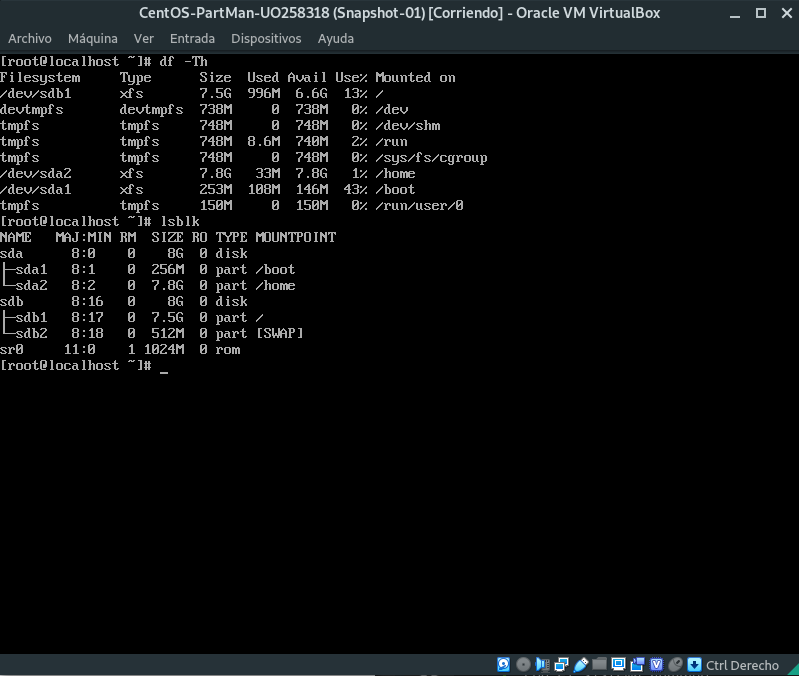 CentOS-PartMan-UO258318 (Snapshot-01) [Corriendo] - Oracle VM VirtualBox
Archivo Máquina Ver Entrada Dispositivos Ayuda
[root@localhost ~]# df -Th
Filesystem     Type      Size  Used Avail Use% Mounted on
/dev/sdb1      xfs       7.5G  996M  6.6G  13% /
devtmpfs       devtmpfs  738M     0  738M   0% /dev
tmpfs          tmpfs     748M     0  748M   0% /dev/shm
tmpfs          tmpfs     748M  8.6M  740M   2% /run
tmpfs          tmpfs     748M     0  748M   0% /sys/fs/cgroup
/dev/sda2      xfs       7.8G   33M  7.8G   1% /home
/dev/sda1      xfs       253M  108M  146M  43% /boot
tmpfs          tmpfs     150M     0  150M   0% /run/user/0
[root@localhost ~]# lsblk
NAME   MAJ:MIN RM  SIZE RO TYPE MOUNTPOINT
sda      8:0    0    8G  0 disk
├─sda1   8:1    0  256M  0 part /boot
└─sda2   8:2    0  7.8G  0 part /home
sdb      8:16   0    8G  0 disk
├─sdb1   8:17   0  7.5G  0 part /
└─sdb2   8:18   0  512M  0 part [SWAP]
sr0     11:0    1 1024M  0 rom
[root@localhost ~]# _
Ctrl Derecho